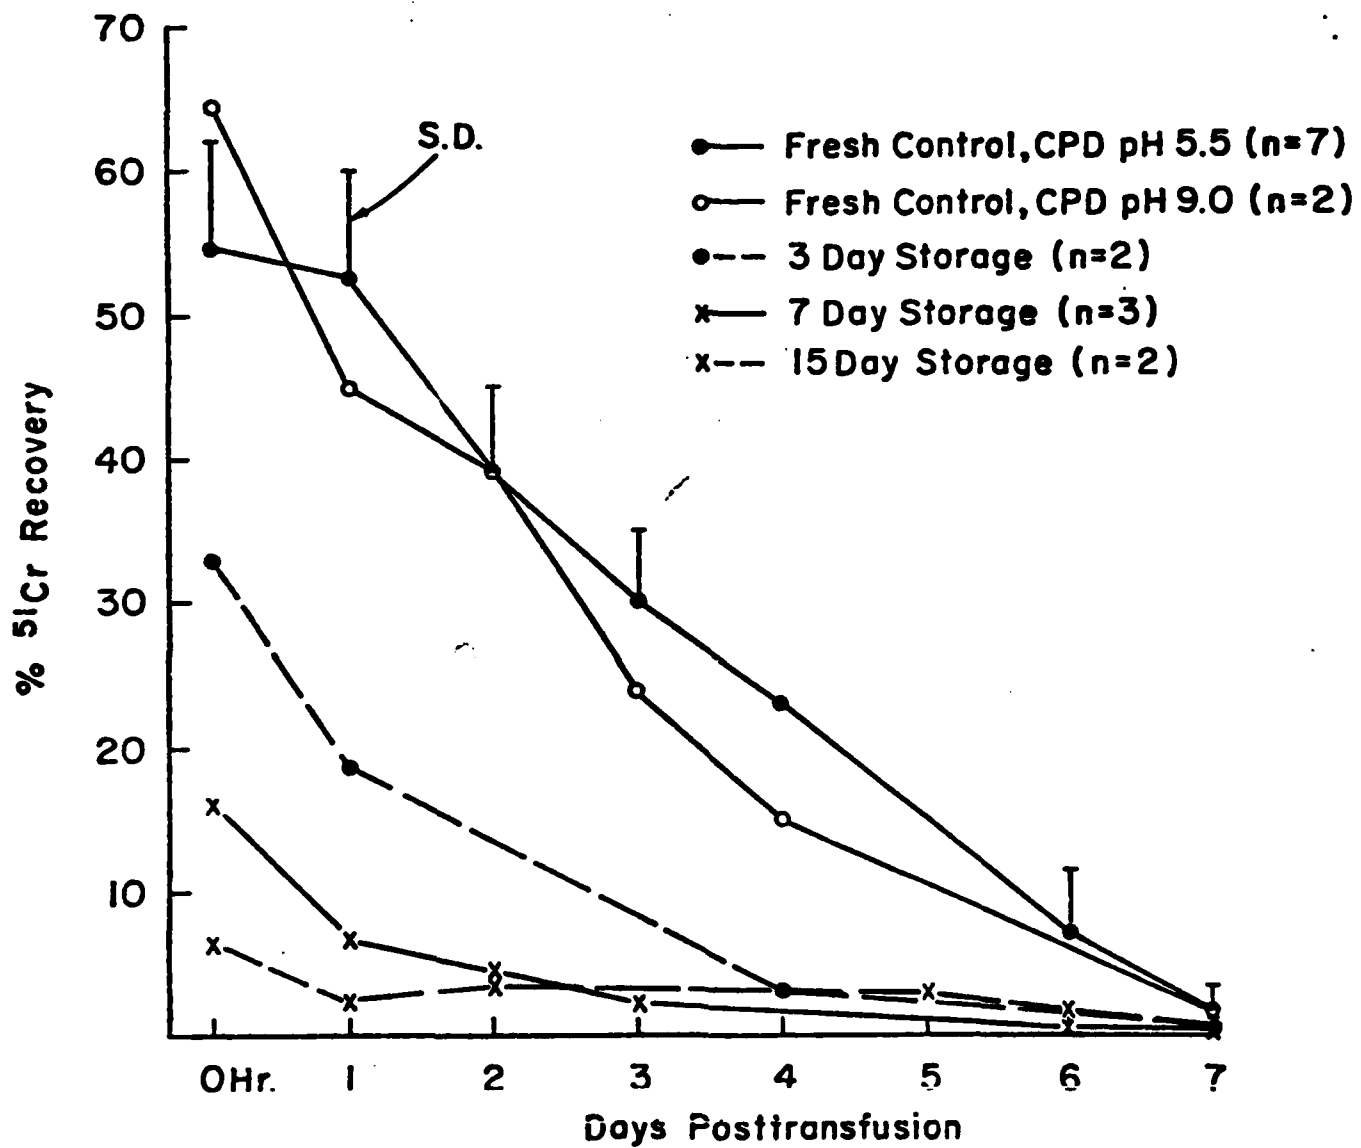 70
60
50
40
30
20
10
% ⁵¹Cr Recovery
S.D.
Fresh Control, CPD pH 5.5 (n=7)
Fresh Control, CPD pH 9.0 (n=2)
3 Day Storage (n=2)
7 Day Storage (n=3)
15 Day Storage (n=2)
0Hr. 1 2 3 4 5 6 7
Days Posttransfusion